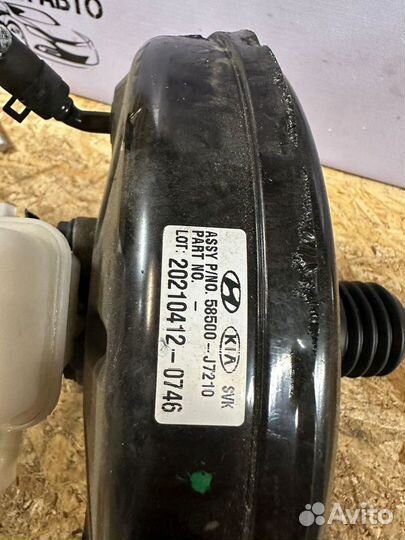 АВТО
ASSY P/NO. 58500-J7210
PART NO. -
LOT: 20210412-0746
KIA
SVK
Avito